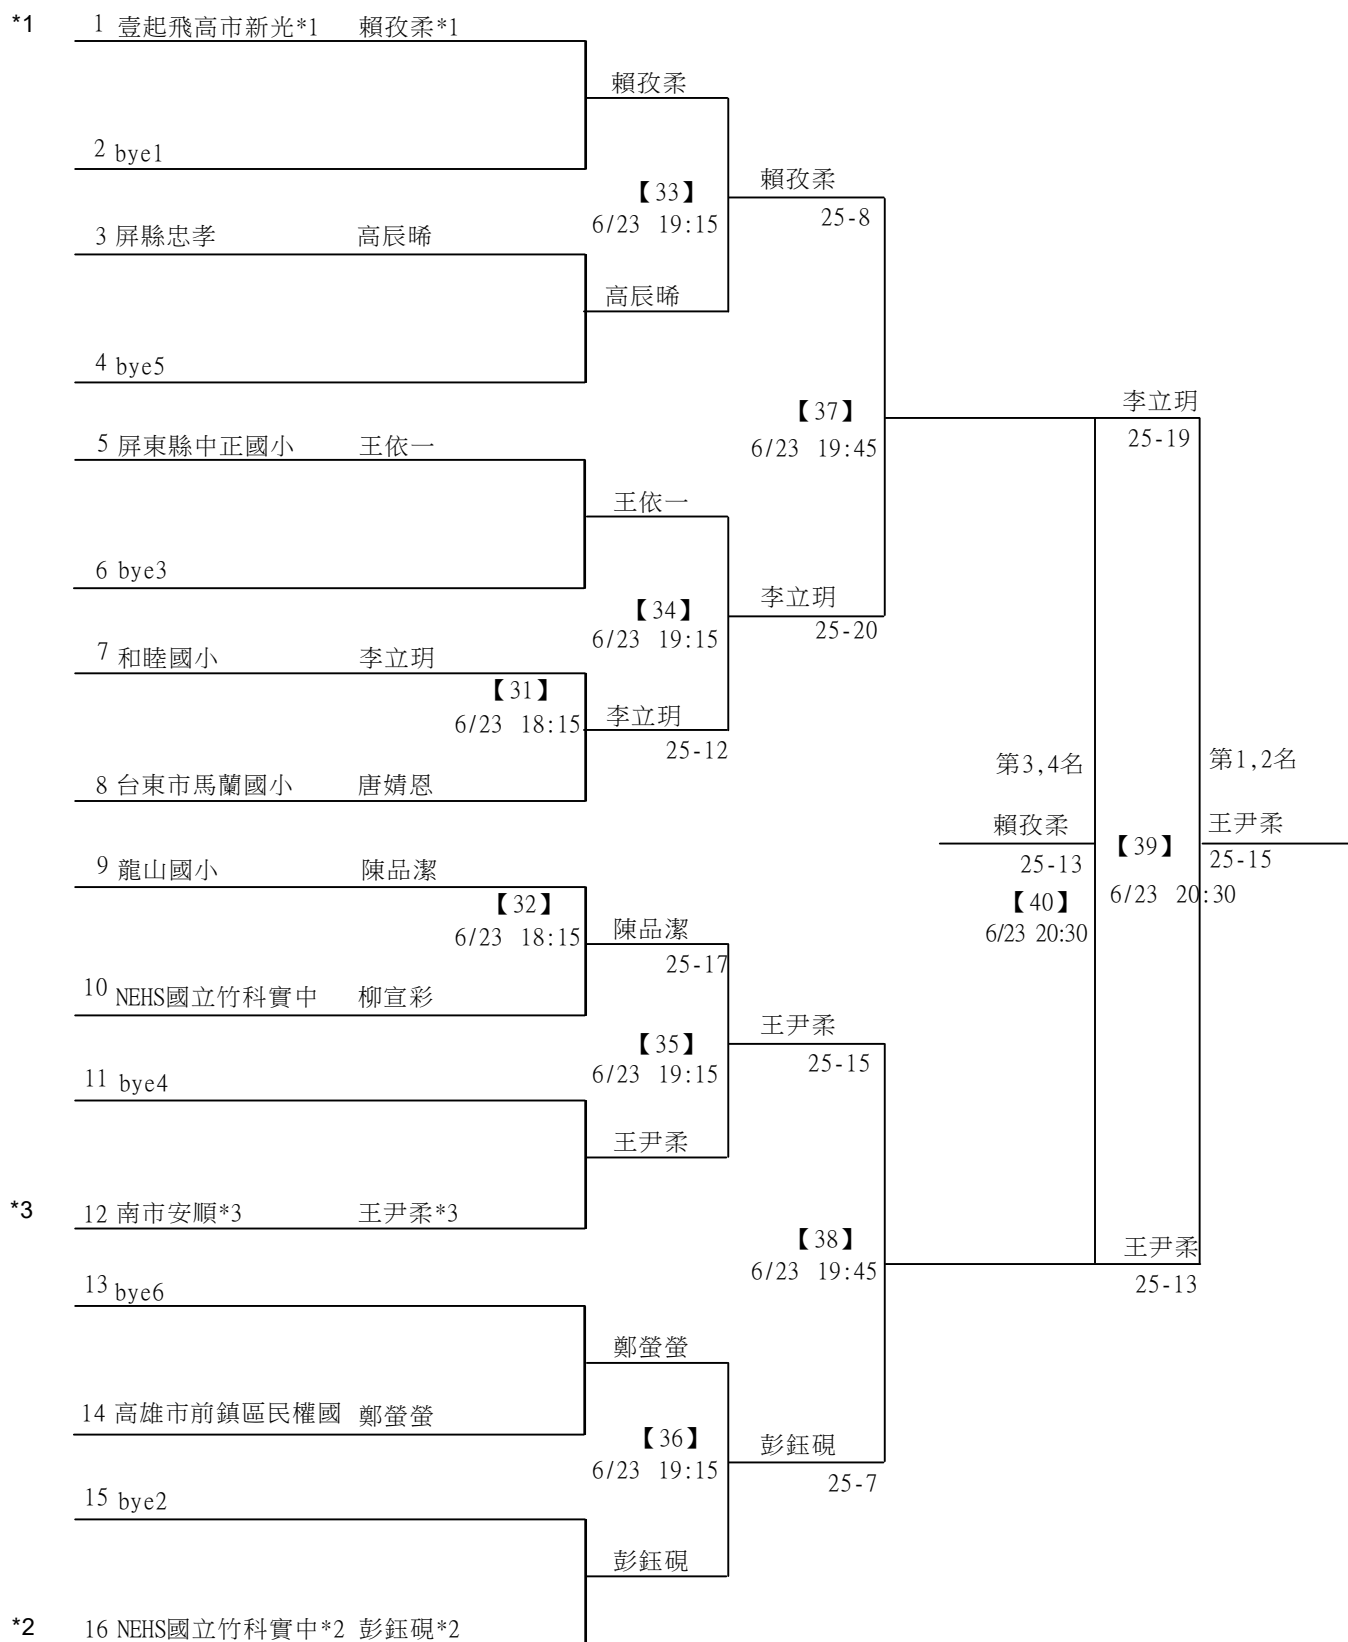 *1 1 壹起飛高市新光*1 賴孜柔*1
賴孜柔
2 bye1
【33】
6/23 19:15
賴孜柔
25-8
3 屏縣忠孝 高辰晞
高辰晞
4 bye5
【37】
6/23 19:45
李立玥
25-19
5 屏東縣中正國小 王依一
王依一
6 bye3
【34】
6/23 19:15
李立玥
25-20
7 和睦國小 李立玥
【31】
6/23 18:15
李立玥
25-12
8 台東市馬蘭國小 唐婧恩
第3,4名
第1,2名
賴孜柔
25-13
【40】
6/23 20:30
【39】
6/23 20:30
王尹柔
25-15
9 龍山國小 陳品潔
【32】
6/23 18:15
陳品潔
25-17
10 NEHS國立竹科實中 柳宣彩
【35】
6/23 19:15
王尹柔
25-15
11 bye4
王尹柔
*3 12 南市安順*3 王尹柔*3
【38】
6/23 19:45
王尹柔
25-13
13 bye6
鄭螢螢
14 高雄市前鎮區民權國 鄭螢螢
【36】
6/23 19:15
彭鈺硯
25-7
15 bye2
彭鈺硯
*2 16 NEHS國立竹科實中*2 彭鈺硯*2